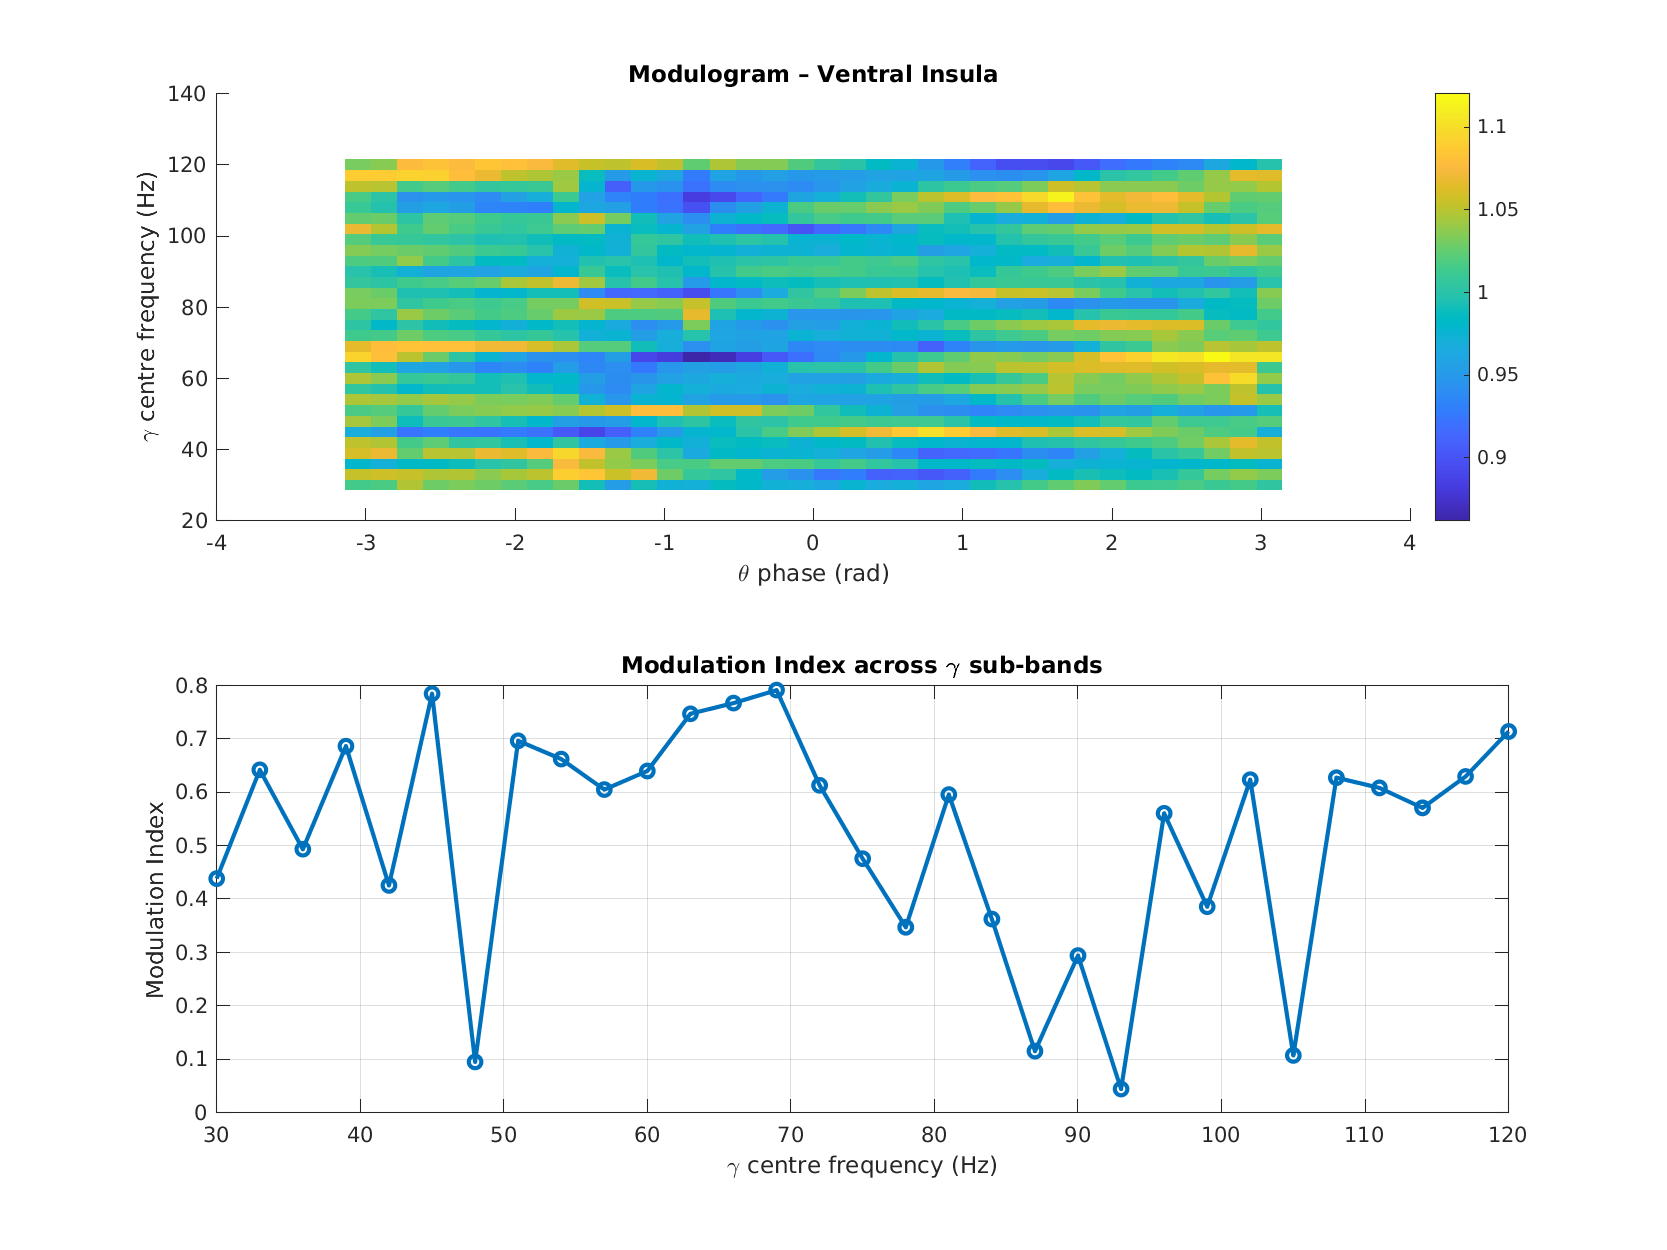 Modulogram – Ventral Insula
140
120
100
80
60
40
20
γ centre frequency (Hz)
-4 -3 -2 -1 0 1 2 3 4
θ phase (rad)
1.1
1.05
1
0.95
0.9
Modulation Index across γ sub-bands
0.8
0.7
0.6
0.5
0.4
0.3
0.2
0.1
0
Modulation Index
30 40 50 60 70 80 90 100 110 120
γ centre frequency (Hz)